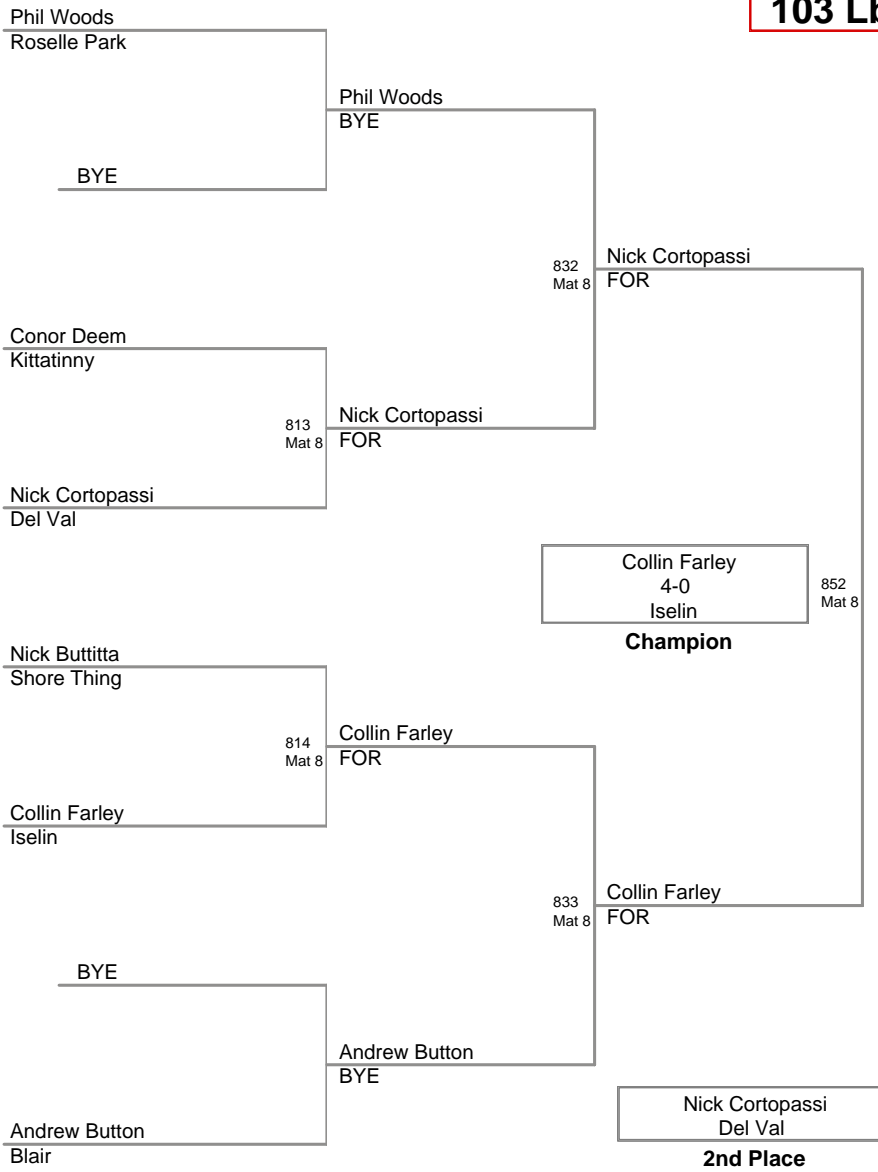 103 Lb
Phil Woods
Roselle Park
Phil Woods
BYE
BYE
832
Mat 8
Nick Cortopassi
FOR
Conor Deem
Kittatinny
813
Mat 8
Nick Cortopassi
FOR
Nick Cortopassi
Del Val
Collin Farley
4-0
Iselin
Champion
852
Mat 8
Nick Buttitta
Shore Thing
814
Mat 8
Collin Farley
FOR
Collin Farley
Iselin
833
Mat 8
Collin Farley
FOR
BYE
Andrew Button
BYE
Andrew Button
Blair
Nick Cortopassi
Del Val
2nd Place